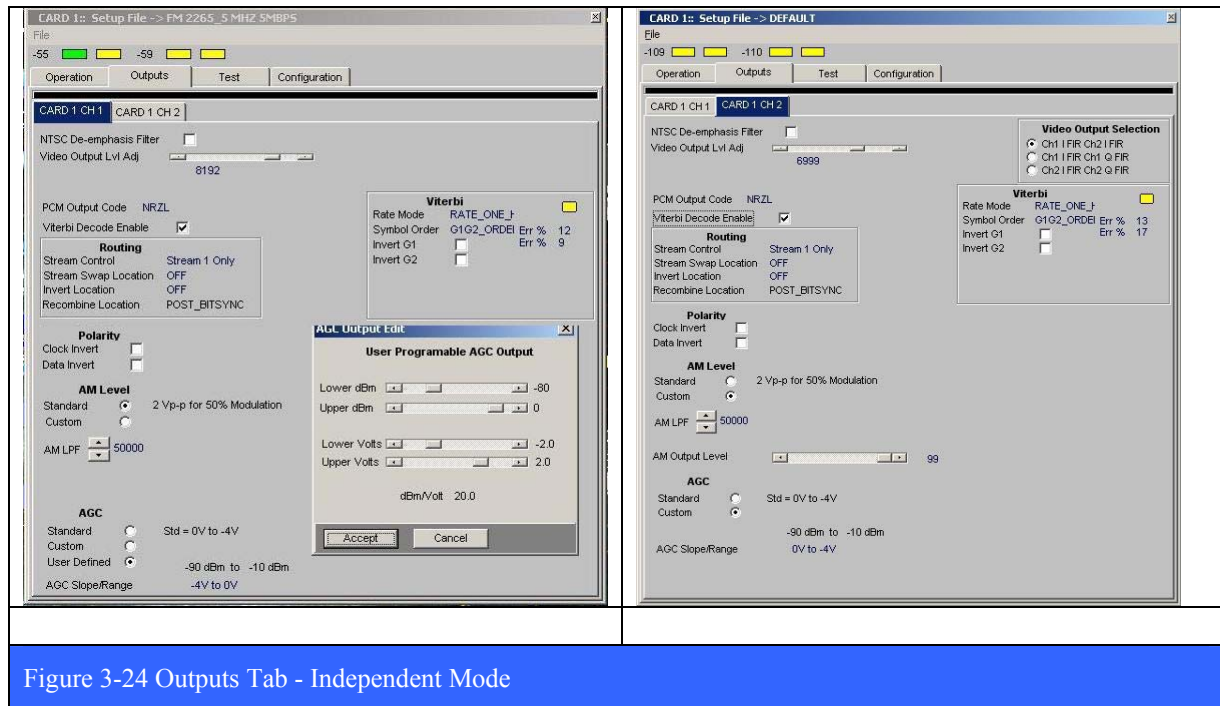 CARD 1:: Setup File -> FM 2265_5 MHZ 5MBPS
File
-55 -59
Operation Outputs Test Configuration
CARD 1 CH 1 CARD 1 CH 2
NTSC De-emphasis Filter
Video Output Lvl Adj
8192
PCM Output Code NRZL
Viterbi Decode Enable
Viterbi
Rate Mode RATE_ONE_H
Symbol Order G1G2_ORDEI Err % 12
Invert G1 Err % 9
Invert G2
Routing
Stream Control Stream 1 Only
Stream Swap Location OFF
Invert Location OFF
Recombine Location POST_BITSYNC
Polarity
Clock Invert
Data Invert
AM Level
Standard 2 Vp-p for 50% Modulation
Custom
AM LPF 50000
AGC
Standard Std = 0V to -4V
Custom
User Defined -90 dBm to -10 dBm
AGC Slope/Range -4V to 0V
AGC Output Edit
User Programable AGC Output
Lower dBm -80
Upper dBm 0
Lower Volts -2.0
Upper Volts 2.0
dBm/Volt 20.0
Accept Cancel
CARD 1:: Setup File -> DEFAULT
File
-109 -110
Operation Outputs Test Configuration
CARD 1 CH 1 CARD 1 CH 2
NTSC De-emphasis Filter
Video Output Lvl Adj
6999
Video Output Selection
Ch1 I FIR Ch2 I FIR
Ch1 I FIR Ch1 Q FIR
Ch2 I FIR Ch2 Q FIR
PCM Output Code NRZL
Viterbi Decode Enable
Viterbi
Rate Mode RATE_ONE_H
Symbol Order G1G2_ORDEI Err % 13
Invert G1 Err % 17
Invert G2
Routing
Stream Control Stream 1 Only
Stream Swap Location OFF
Invert Location OFF
Recombine Location POST_BITSYNC
Polarity
Clock Invert
Data Invert
AM Level
Standard 2 Vp-p for 50% Modulation
Custom
AM LPF 50000
AM Output Level 99
AGC
Standard Std = 0V to -4V
Custom
-90 dBm to -10 dBm
AGC Slope/Range 0V to -4V
Figure 3-24 Outputs Tab - Independent Mode